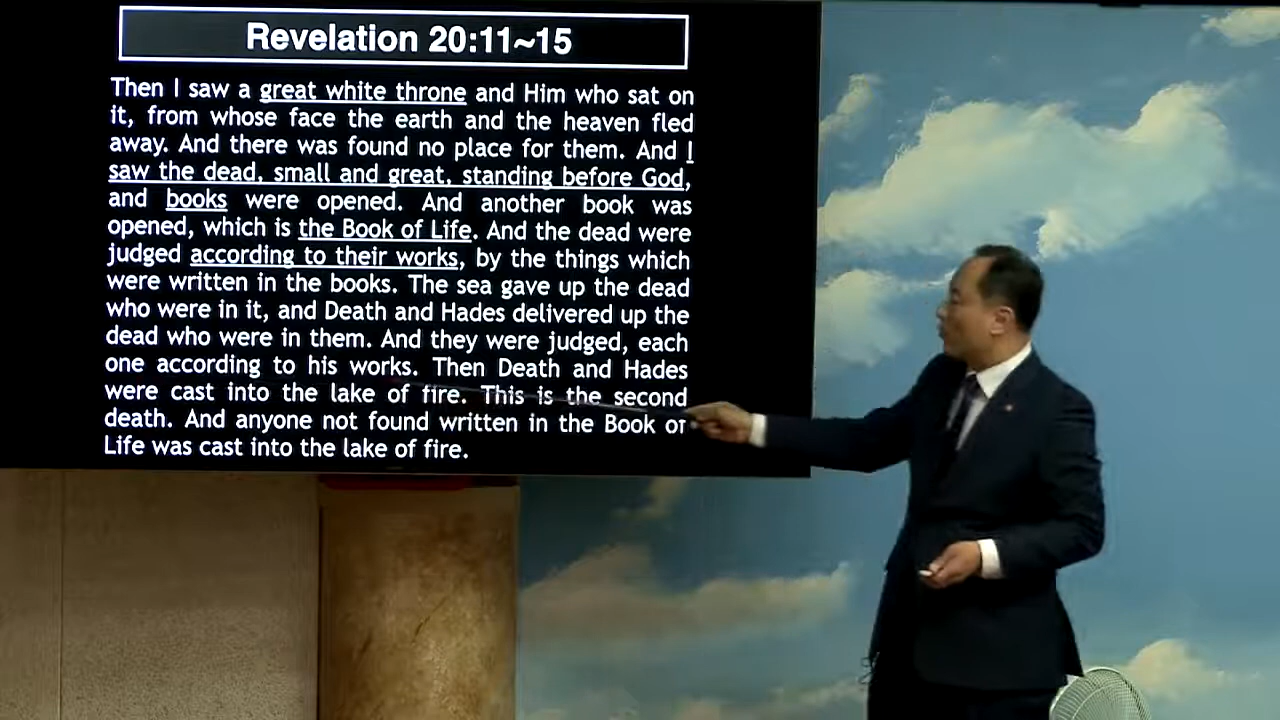 Revelation 20:11~15
Then I saw a great white throne and Him who sat on
it, from whose face the earth and the heaven fled
away. And there was found no place for them. And I
saw the dead, small and great, standing before God,
and books were opened. And another book was
opened, which is the Book of Life. And the dead were
judged according to their works, by the things which
were written in the books. The sea gave up the dead
who were in it, and Death and Hades delivered up the
dead who were in them. And they were judged, each
one according to his works. Then Death and Hades
were cast into the lake of fire. This is the second
death. And anyone not found written in the Book of
Life was cast into the lake of fire.